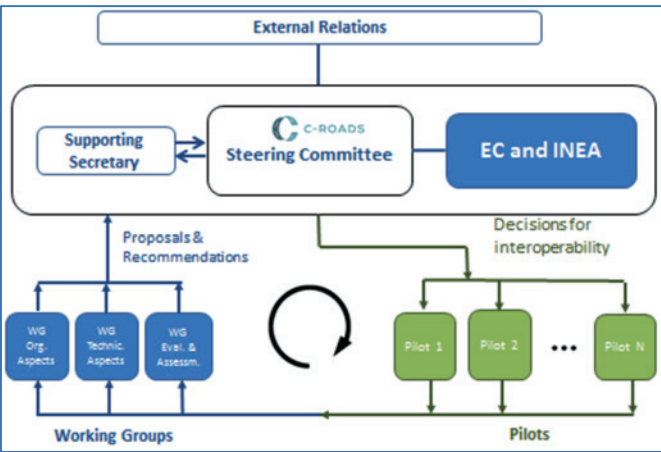 External Relations
C-ROADS
Supporting
Secretary
Steering Committee
EC and INEA
Proposals &
Recommendations
Decisions for
interoperability
WG
Org.
Aspects
WG
Technic.
Aspects
WG
Eval. &
Assessm.
Pilot 1
Pilot 2
•••
Pilot N
Working Groups
Pilots